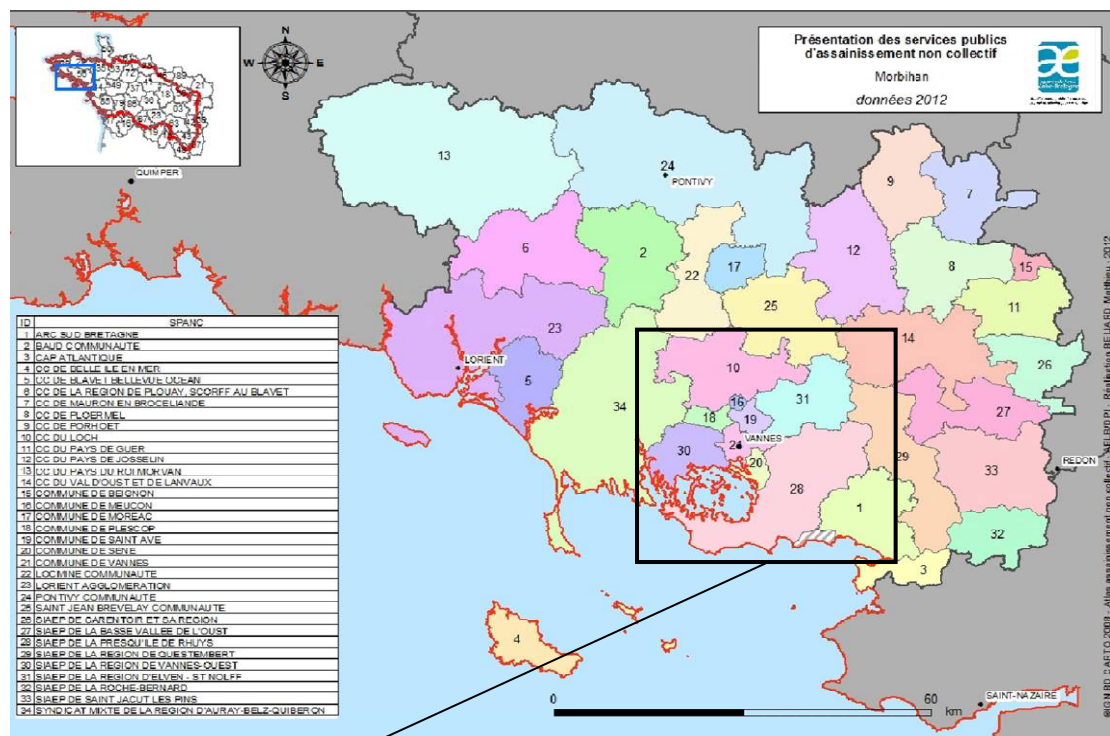 Présentation des services publics
d'assainissement non collectif
Morbihan
données 2012
N
W
E
S
QUIMPER
13
24
PONTIVY
9
7
6
2
12
17
8
15
22
25
11
23
14
LORIENT
10
26
5
31
16
34
18
19
27
VANNES
21
30
20
29
33
REDON
28
1
32
3
4
ID SPANC
1 ARC SUD BRETAGNE
2 BAUD COMMUNAUTE
3 CAP ATLANTIQUE
4 CC DE BELLE ILE EN MER
5 CC DE BLAVET BELLEVUE OCEAN
6 CC DE LA REGION DE PLOUAY, SCORFF AU BLAVET
7 CC DE MAURON EN BROCELIANDE
8 CC DE PLOERMEL
9 CC DE PORHOET
10 CC DU LOCH
11 CC DU PAYS DE GUER
12 CC DU PAYS DE JOSSELIN
13 CC DU PAYS DU ROI MORVAN
14 CC DU VAL D'OUST ET DE LANVAUX
15 COMMUNE DE BEIGNON
16 COMMUNE DE MEUCON
17 COMMUNE DE MOREAC
18 COMMUNE DE PLESCOP
19 COMMUNE DE SAINT AVE
20 COMMUNE DE SENE
21 COMMUNE DE VANNES
22 LOCMINE COMMUNAUTE
23 LORIENT AGGLOMERATION
24 PONTIVY COMMUNAUTE
25 SAINT JEAN BREVELAY COMMUNAUTE
26 SIAEP DE CARENTOIR ET SA REGION
27 SIAEP DE LA BASSE VALLEE DE L'OUST
28 SIAEP DE LA PRESQU'ILE DE RHUYS
29 SIAEP DE LA REGION DE QUESTEMBERT
30 SIAEP DE LA REGION DE VANNES-OUEST
31 SIAEP DE LA REGION D'ELVEN - ST NOLFF
32 SIAEP DE LA ROCHE-BERNARD
33 SIAEP DE SAINT JACUT LES PINS
34 SYNDICAT MIXTE DE LA REGION D'AURAY-BELZ-QUIBERON
0
60
km
SAINT-NAZAIRE